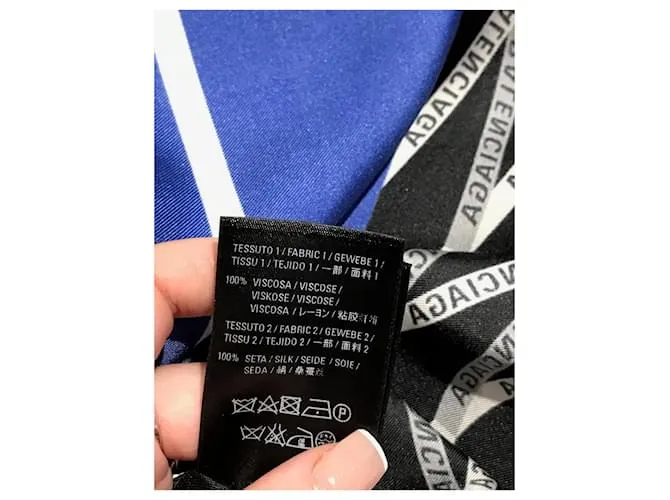 TESSUTO 1 / FABRIC 1 / GEWEBE 1 /
TISSU 1 / TEJIDO 1 / 一部 / 面料 1
100% VISCOSA / VISCOSE /
VISKOSE / VISCOSE /
VISCOSA / レーヨン / 粘胶
TESSUTO 2 / FABRIC 2 / GEWEBE 2 /
TISSU 2 / TEJIDO 2 / 一部 / 面料 2
100% SETA / SILK / SEIDE / SOIE /
SEDA / 絹 / 桑蚕丝
P
BALENCIAGA
BALENCIAGA
BALENCIAGA